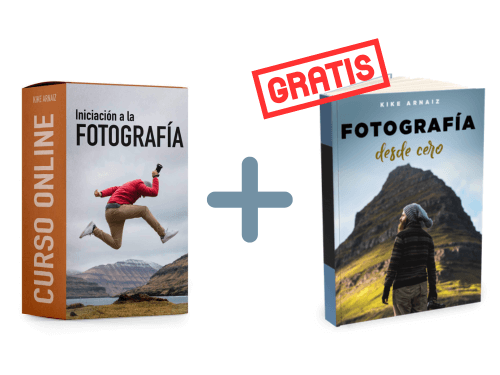 KIKE ARNAIZ
Iniciación a la
FOTOGRAFÍA
CURSO ONLINE
GRATIS
KIKE ARNAIZ
FOTOGRAFÍA
desde cero